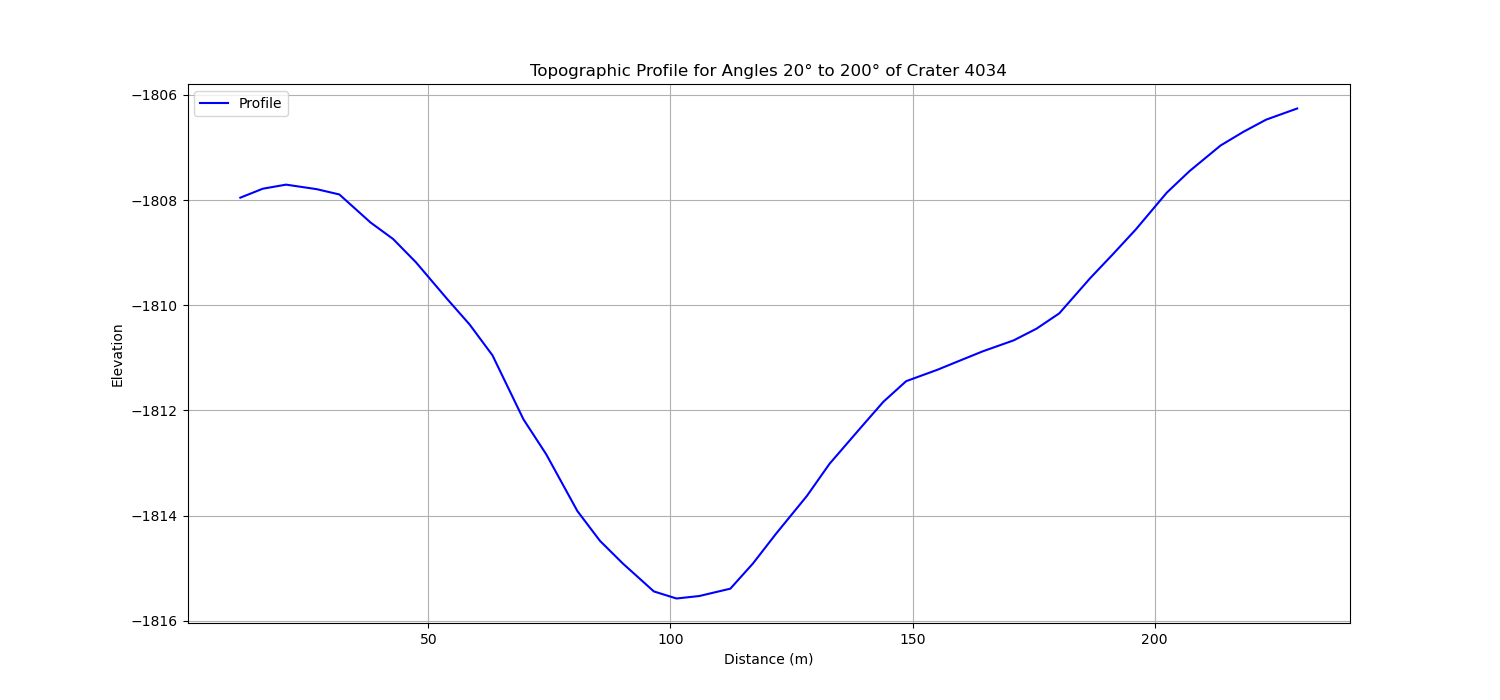 Topographic Profile for Angles 20° to 200° of Crater 4034
Profile
−1806
−1808
−1810
−1812
−1814
−1816
Elevation
50
100
150
200
Distance (m)